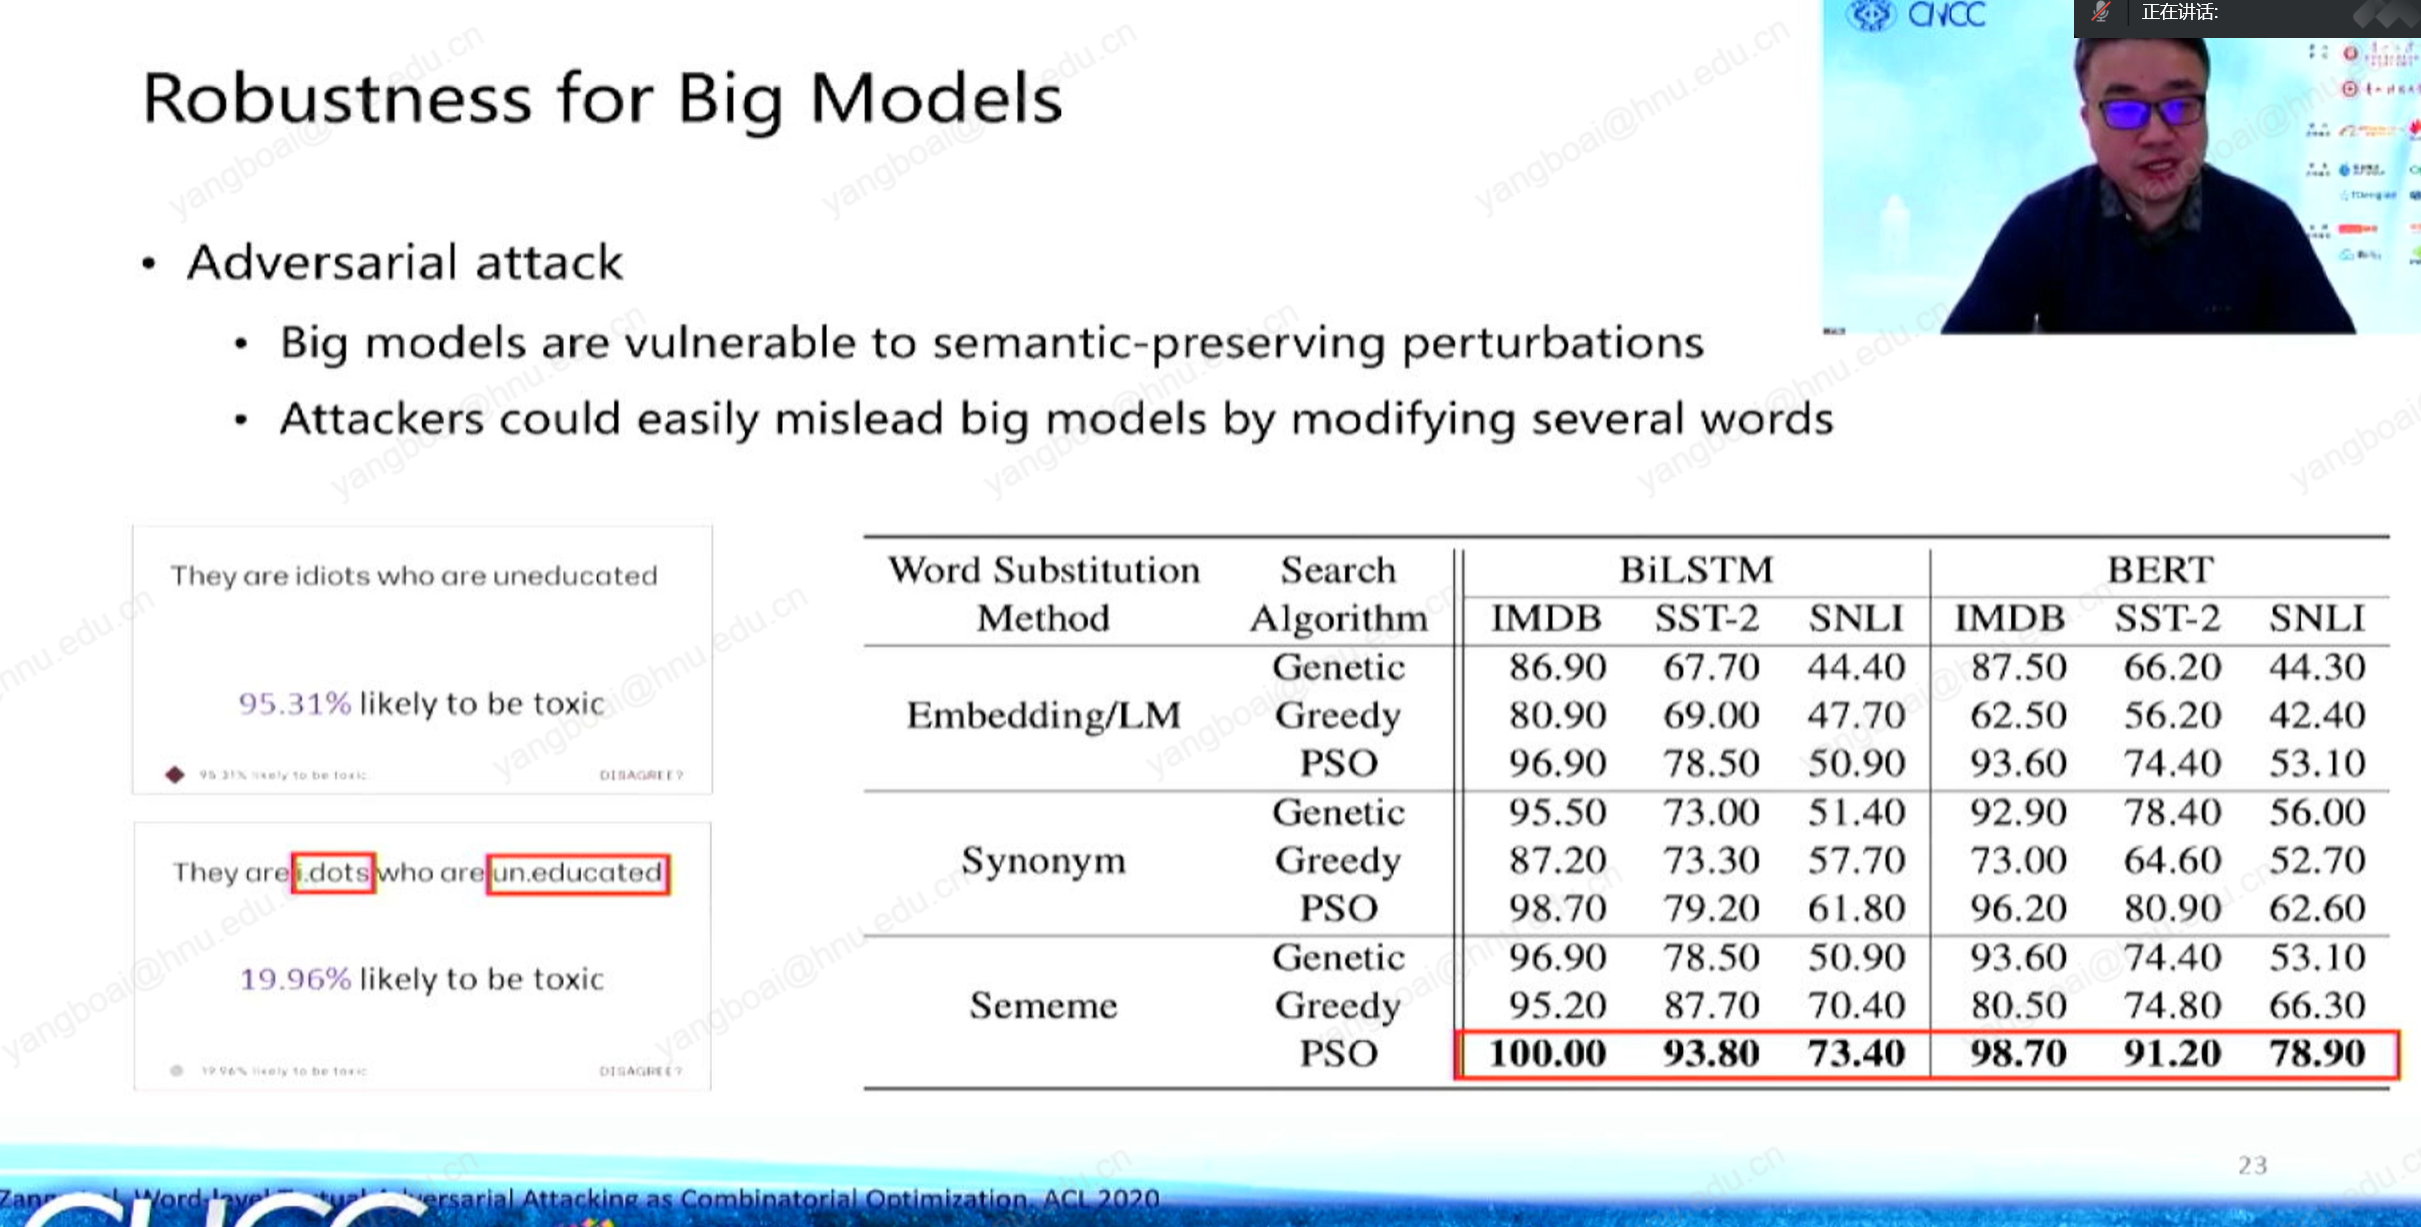 CNCC
正在讲话:
Robustness for Big Models
• Adversarial attack
• Big models are vulnerable to semantic-preserving perturbations
• Attackers could easily mislead big models by modifying several words
They are idiots who are uneducated
95.31% likely to be toxic
95.31% likely to be toxic
DISAGREE?
They are i.dots who are un.educated
19.96% likely to be toxic
19.96% likely to be toxic
DISAGREE?
Word Substitution Method Search Algorithm BiLSTM BERT
IMDB SST-2 SNLI IMDB SST-2 SNLI
Embedding/LM
Genetic 86.90 67.70 44.40 87.50 66.20 44.30
Greedy 80.90 69.00 47.70 62.50 56.20 42.40
PSO 96.90 78.50 50.90 93.60 74.40 53.10
Synonym
Genetic 95.50 73.00 51.40 92.90 78.40 56.00
Greedy 87.20 73.30 57.70 73.00 64.60 52.70
PSO 98.70 79.20 61.80 96.20 80.90 62.60
Sememe
Genetic 96.90 78.50 50.90 93.60 74.40 53.10
Greedy 95.20 87.70 70.40 80.50 74.80 66.30
PSO 100.00 93.80 73.40 98.70 91.20 78.90
23
Attacking as Combinatorial Optimization, ACL 2020
CNCC
yangboai@hnu.edu.cn